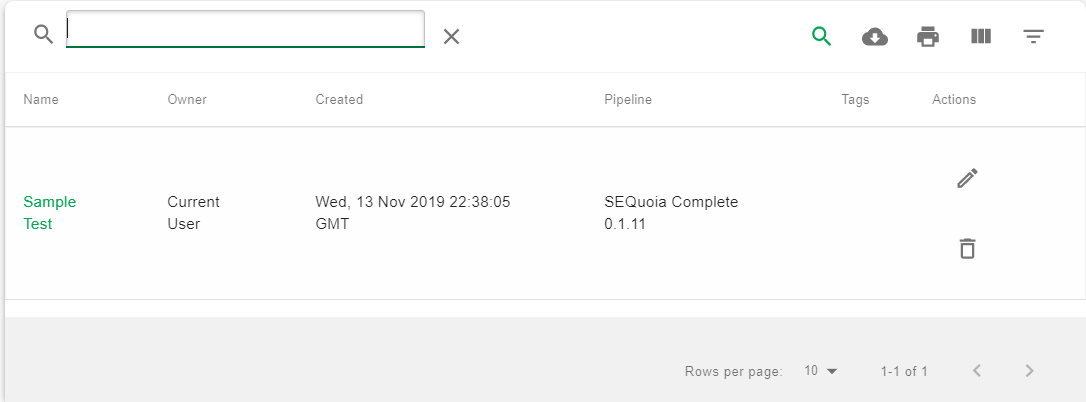 Name Owner Created Pipeline Tags Actions
Sample Current Wed, 13 Nov 2019 22:38:05 SEQuoia Complete
Test User GMT 0.1.11
Rows per page: 10 1-1 of 1